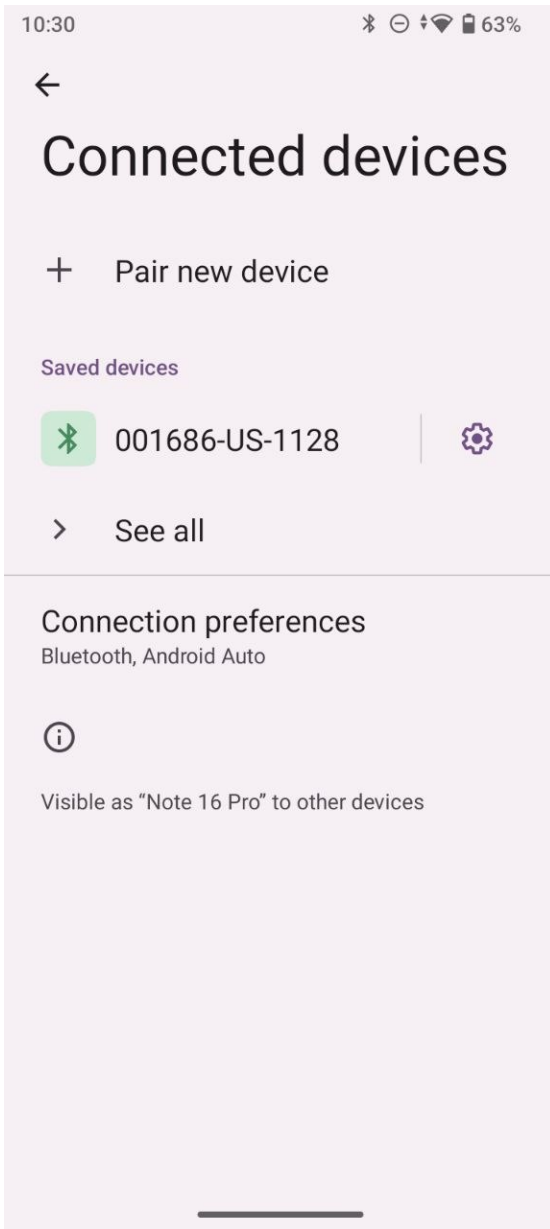 10:30
63%
Connected devices
Pair new device
Saved devices
001686-US-1128
See all
Connection preferences
Bluetooth, Android Auto
Visible as “Note 16 Pro” to other devices